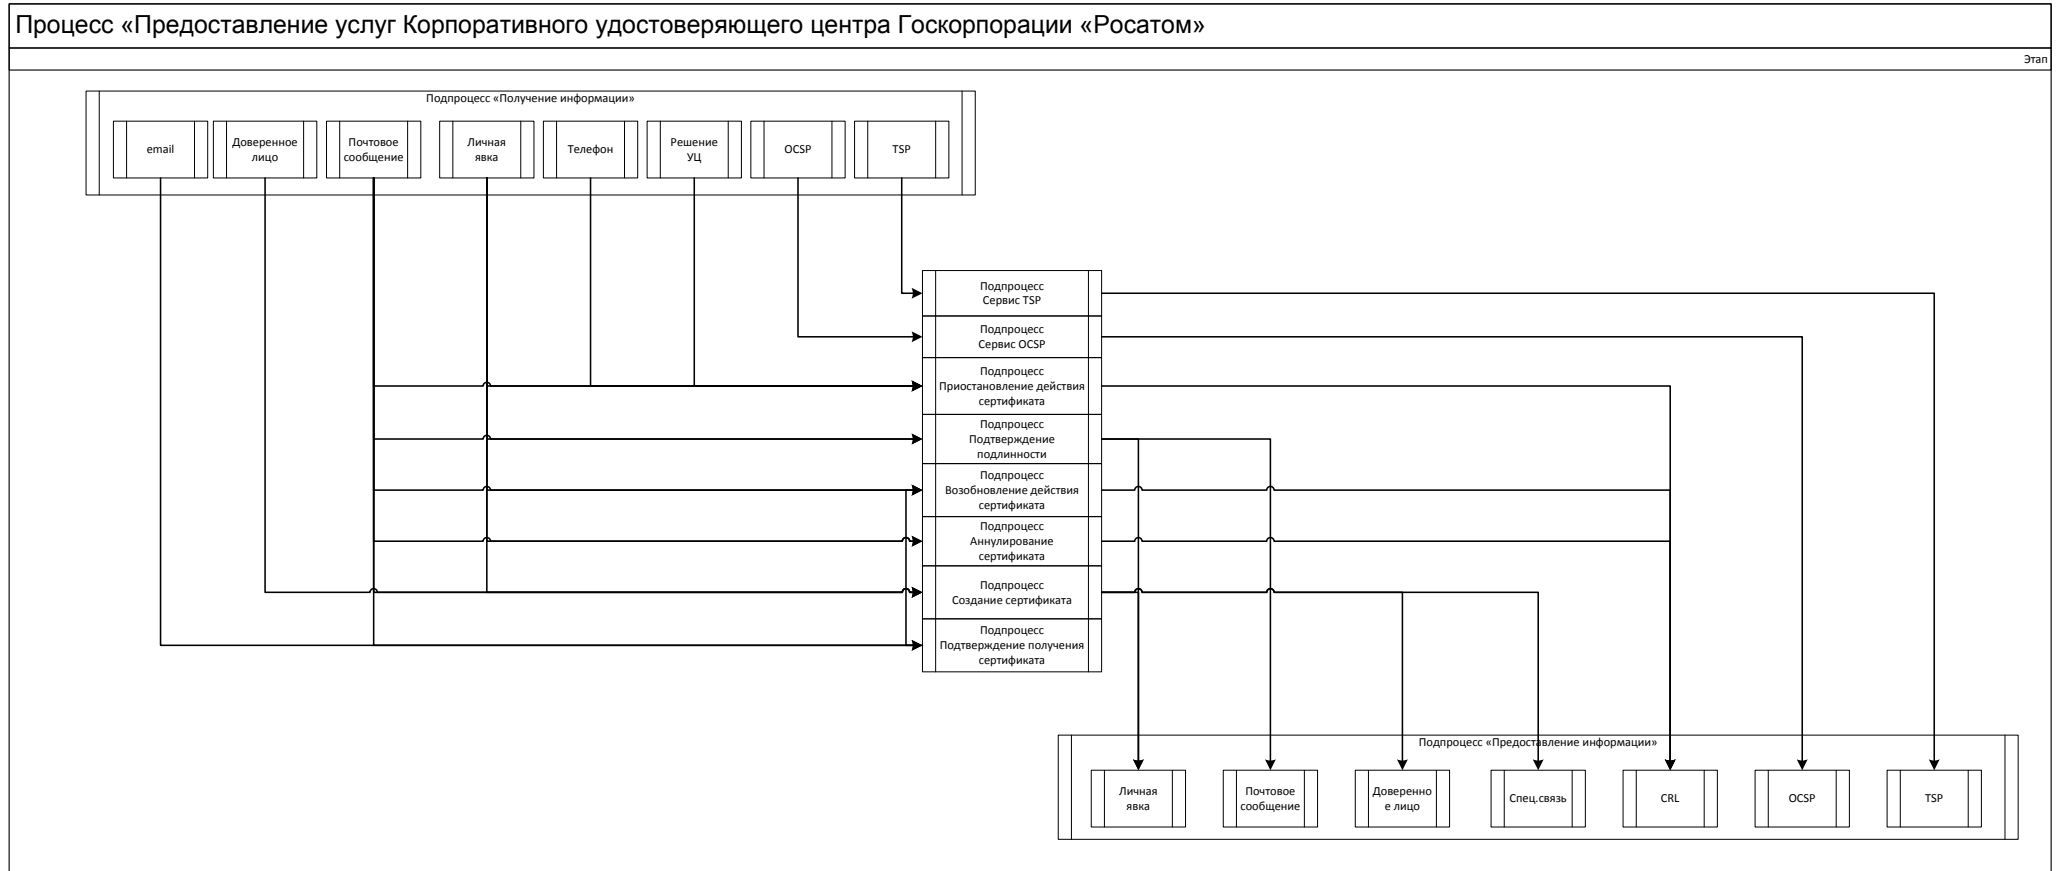 Процесс «Предоставление услуг Корпоративного удостоверяющего центра Госкорпорации «Росатом»
Этап
Подпроцесс «Получение информации»
email
Доверенное
лицо
Почтовое
сообщение
Личная
явка
Телефон
Решение
УЦ
OCSP
TSP
Подпроцесс
Сервис TSP
Подпроцесс
Сервис OCSP
Подпроцесс
Приостановление действия
сертификата
Подпроцесс
Подтверждение
подлинности
Подпроцесс
Возобновление действия
сертификата
Подпроцесс
Аннулирование
сертификата
Подпроцесс
Создание сертификата
Подпроцесс
Подтверждение получения
сертификата
Подпроцесс «Предоставление информации»
Личная
явка
Почтовое
сообщение
Доверенно
е лицо
Спец.связь
CRL
OCSP
TSP